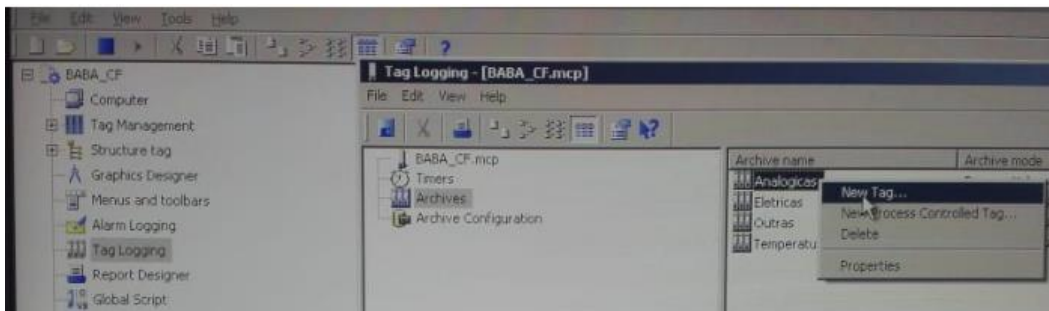 File Edit View Tools Help
BABA_CF
Computer
Tag Management
Structure tag
Graphics Designer
Menus and toolbars
Alarm Logging
Tag Logging
Report Designer
Global Script
Tag Logging - [BABA_CF.mcp]
File Edit View Help
BABA_CF.mcp
Timers
Archives
Archive Configuration
Archive name Archive mode
Analogicas
Eletricas
Outras
Temperatu
New Tag...
New Process Controlled Tag...
Delete
Properties